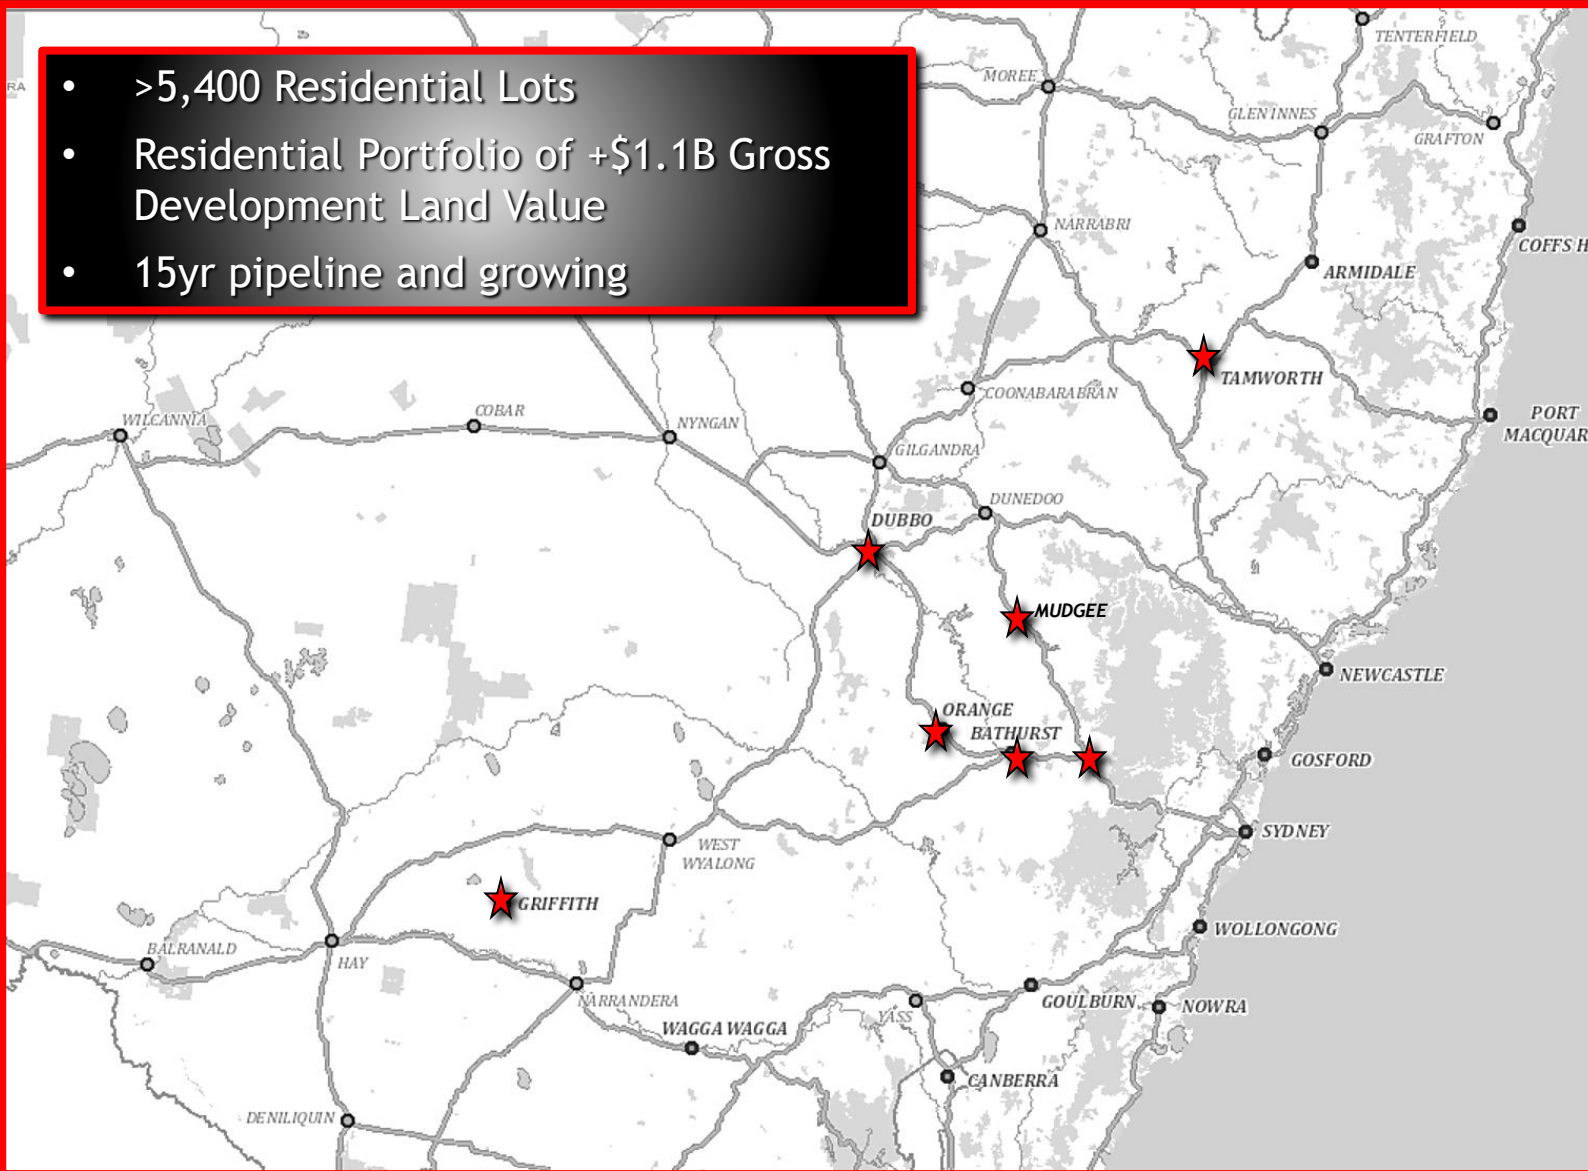 • >5,400 Residential Lots
• Residential Portfolio of +$1.1B Gross
Development Land Value
• 15yr pipeline and growing
RA
TENTERFIELD
MOREE
GLEN INNES
GRAFTON
NARRABRI
COFFS H
ARMIDALE
TAMWORTH
COONABARABRAN
WILCANNIA
COBAR
NYNGAN
PORT
MACQUAR
GILGANDRA
DUNEDOO
DUBBO
MUDGEE
NEWCASTLE
ORANGE
BATHURST
GOSFORD
SYDNEY
WEST
WYALONG
GRIFFITH
WOLLONGONG
BALRANALD
HAY
NARRANDERA
GOULBURN
NOWRA
YASS
WAGGA WAGGA
CANBERRA
DENILIQUIN